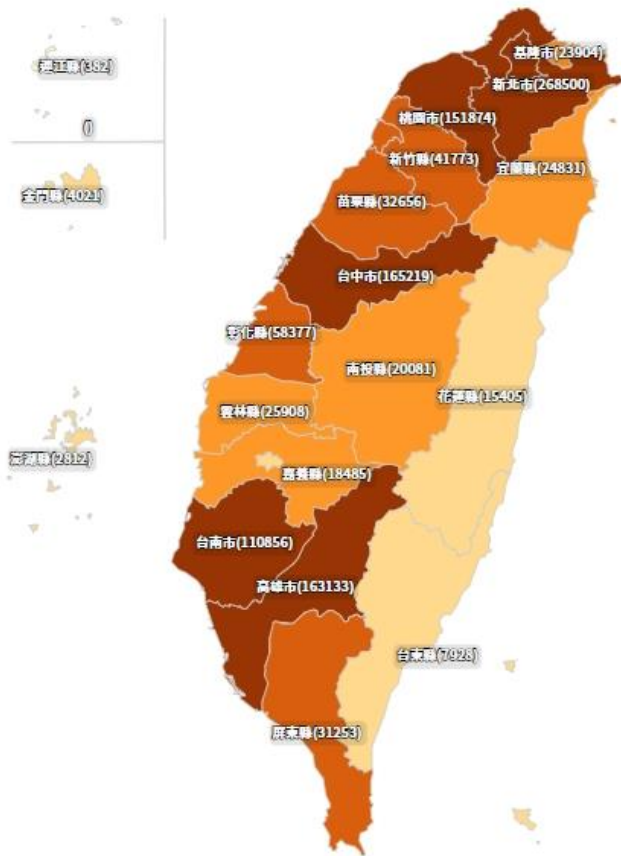 基隆市(23904)
連江縣(382)
新北市(268500)
桃園市(151874)
()
新竹縣(41773)
宜蘭縣(24831)
金門縣(4021)
苗栗縣(32656)
台中市(165219)
彰化縣(58377)
南投縣(20081)
花蓮縣(15405)
雲林縣(25908)
澎湖縣(2812)
嘉義縣(18485)
台南市(110856)
高雄市(163133)
台東縣(7928)
屏東縣(31253)